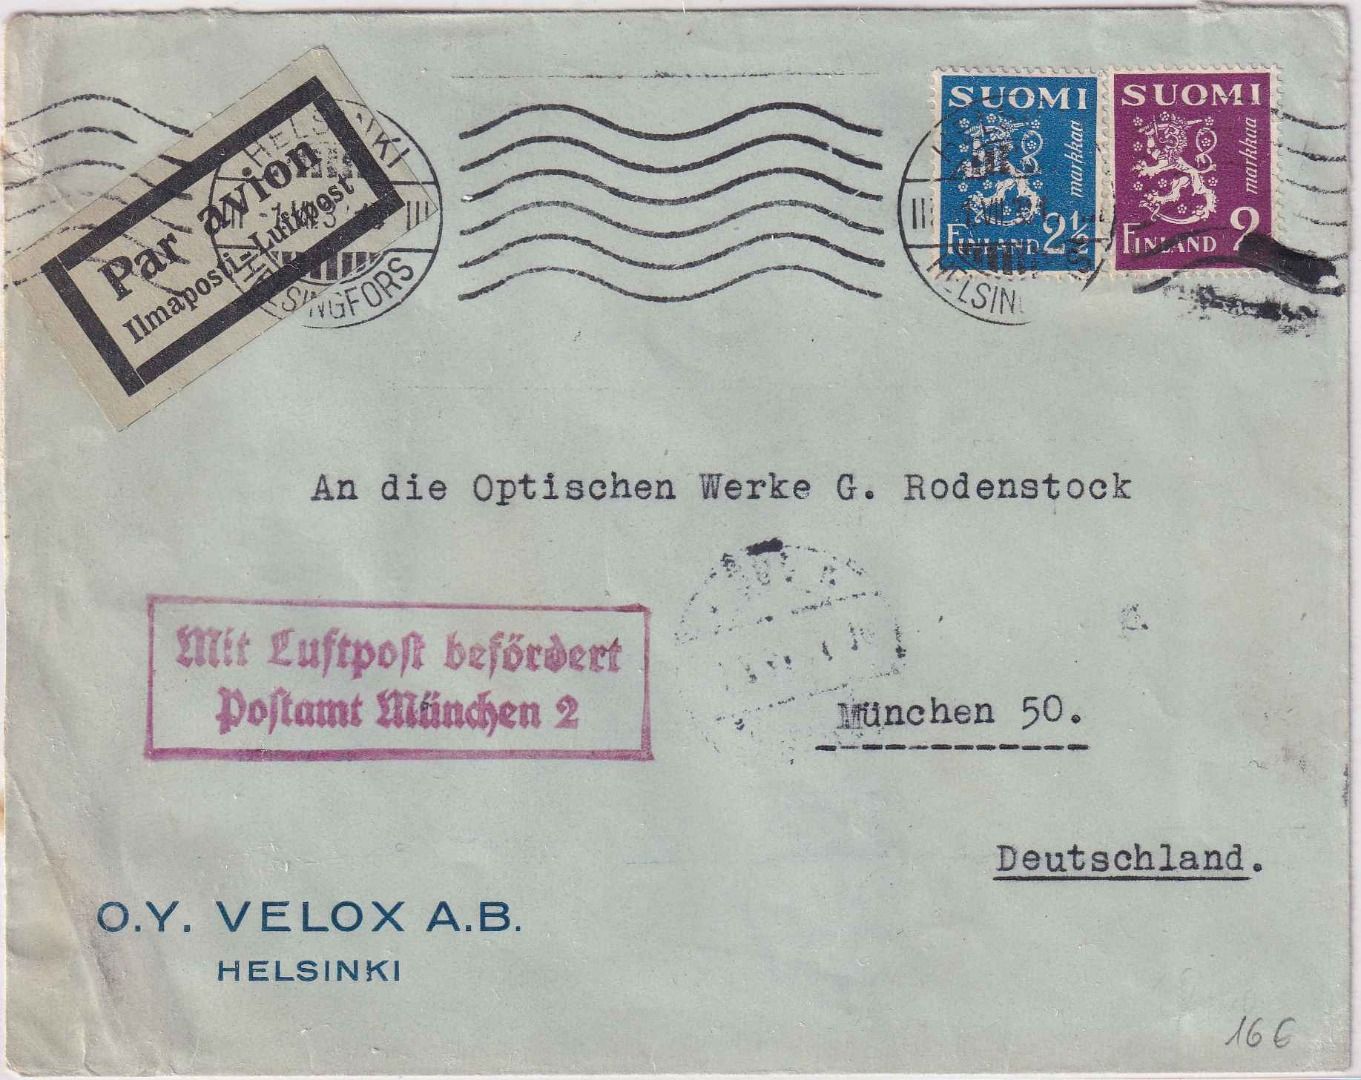 Par avion
Ilmaposti-Luftpost
HELSINKI
HELSINGFORS
SUOMI
markkaa
FINLAND 2½
SUOMI
markkaa
FINLAND 2
HELSIN
An die Optischen Werke G. Rodenstock
Mit Luftpost befördert
Postamt München 2
München 50.
Deutschland.
O.Y. VELOX A.B.
HELSINKI
16€